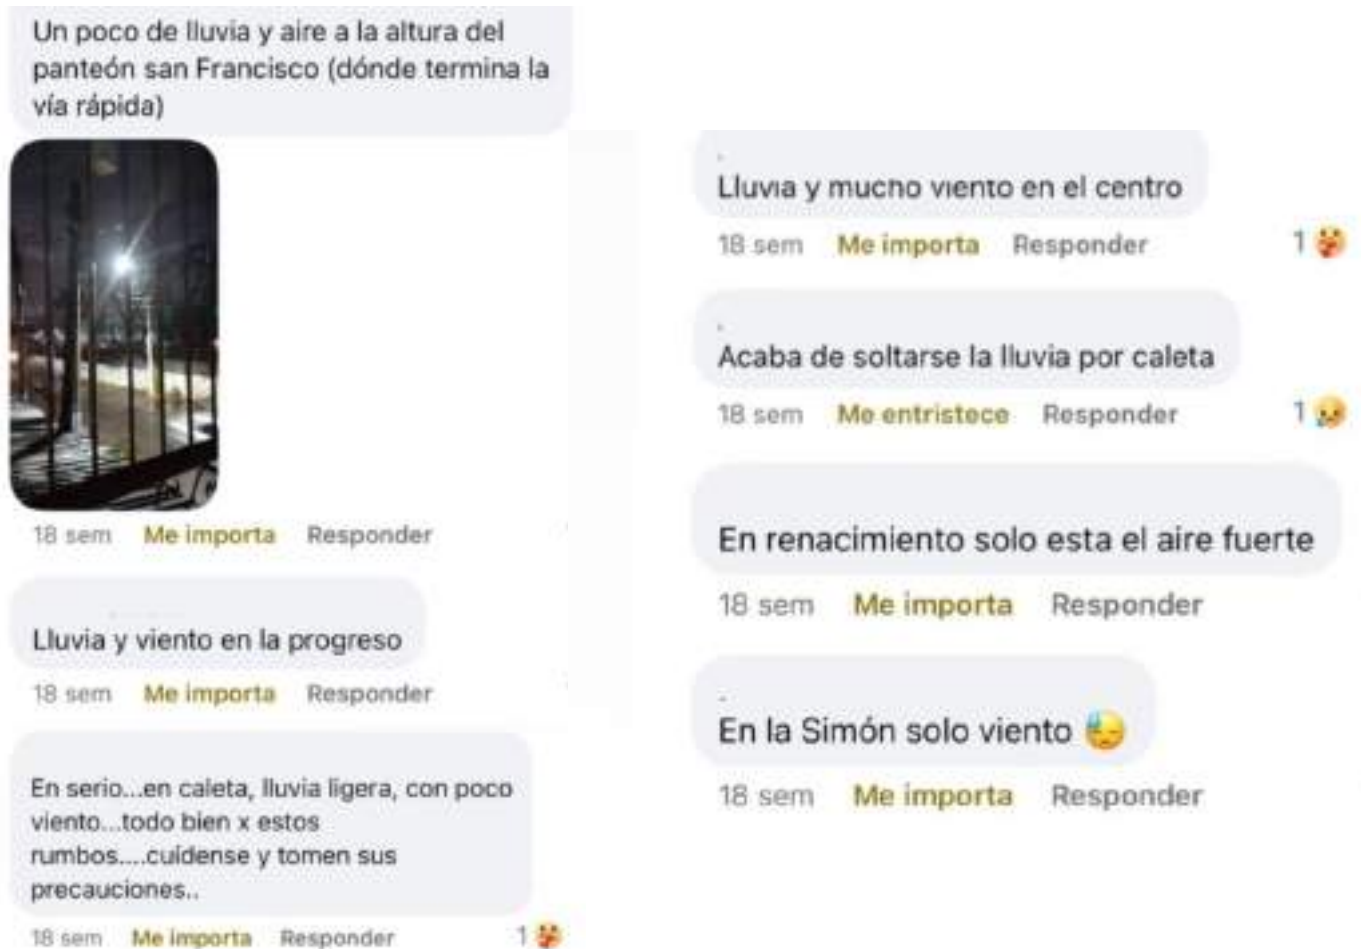 Un poco de lluvia y aire a la altura del
panteón san Francisco (dónde termina la
vía rápida)
18 sem Me importa Responder
Lluvia y viento en la progreso
18 sem Me importa Responder
En serio...en caleta, lluvia ligera, con poco
viento...todo bien x estos
rumbos....cuídense y tomen sus
precauciones..
18 sem Me importa Responder 1
Lluvia y mucho viento en el centro
18 sem Me importa Responder 1
Acaba de soltarse la lluvia por caleta
18 sem Me entristece Responder 1
En renacimiento solo esta el aire fuerte
18 sem Me importa Responder
En la Simón solo viento 😓
18 sem Me importa Responder